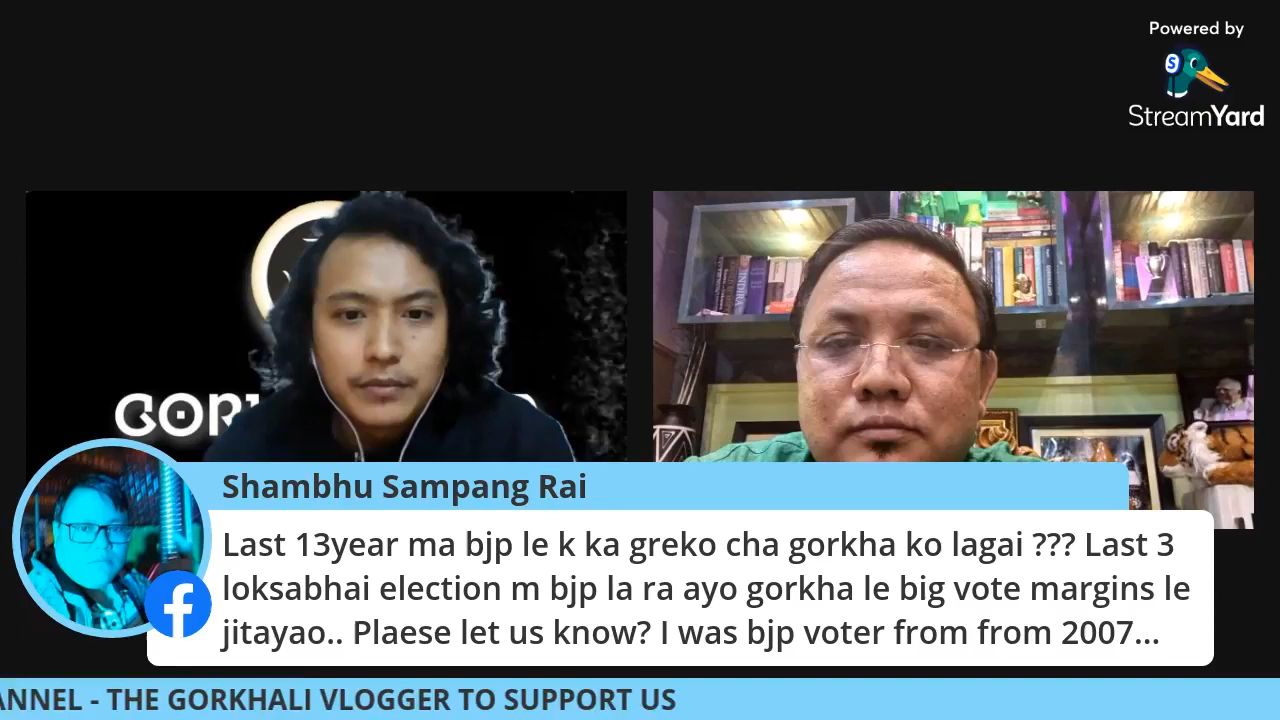 Powered by
StreamYard
Shambhu Sampang Rai
Last 13year ma bjp le k ka greko cha gorkha ko lagai ??? Last 3
loksabhai election m bjp la ra ayo gorkha le big vote margins le
jitayao.. Plaese let us know? I was bjp voter from from 2007...
- THE GORKHALI VLOGGER TO SUPPORT US